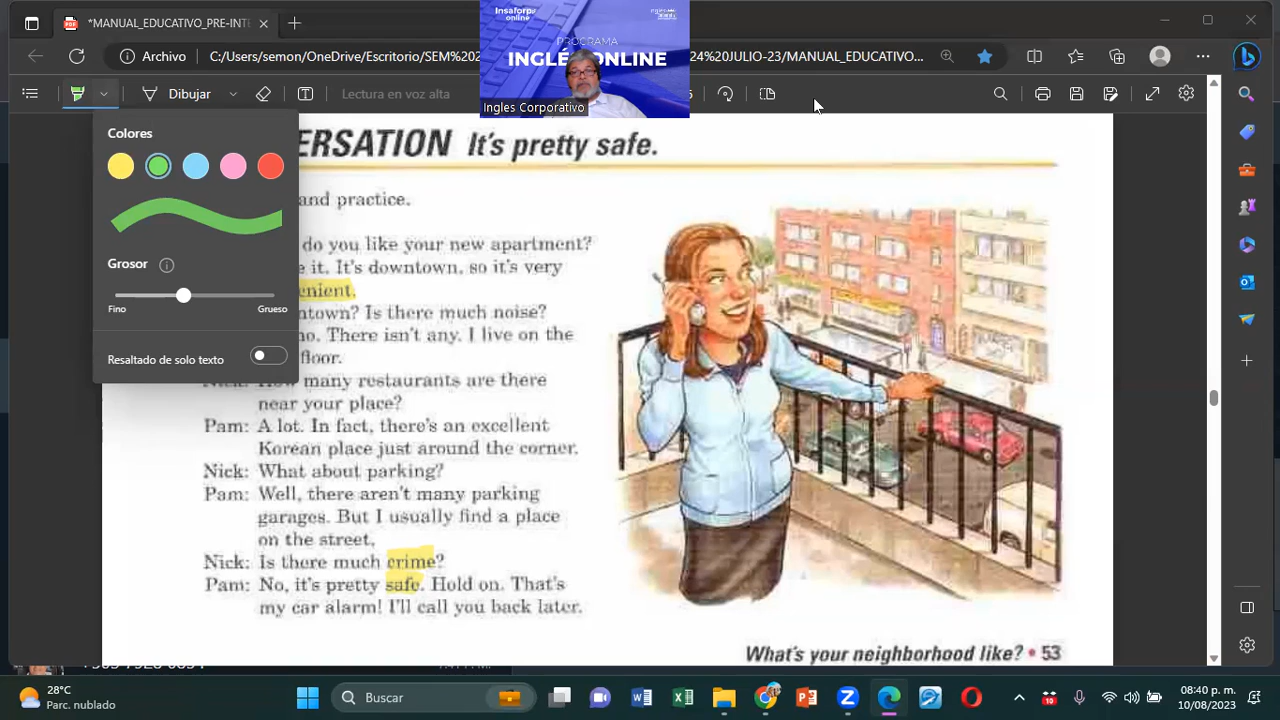 *MANUAL_EDUCATIVO_PRE-INT
Insaforp
online
PROGRAMA
INGLÉS ONLINE
Ingles Corporativo
Archivo
C:/Users/semon/OneDrive/Escritorio/SEM%20
24%20JULIO-23/MANUAL_EDUCATIVO...
Dibujar
Lectura en voz alta
Colores
Grosor
Fino
Grueso
Resaltado de solo texto
ERSATION It's pretty safe.
and practice.
do you like your new apartment?
e it. It's downtown, so it's very
enient.
ntown? Is there much noise?
no. There isn't any. I live on the
floor.
Nick: How many restaurants are there
near your place?
Pam: A lot. In fact, there's an excellent
Korean place just around the corner.
Nick: What about parking?
Pam: Well, there aren't many parking
garages. But I usually find a place
on the street.
Nick: Is there much crime?
Pam: No, it's pretty safe. Hold on. That's
my car alarm! I'll call you back later.
What's your neighborhood like? • 53
28°C
Parc. nublado
Buscar
10
08:40 p. m.
10/08/2023